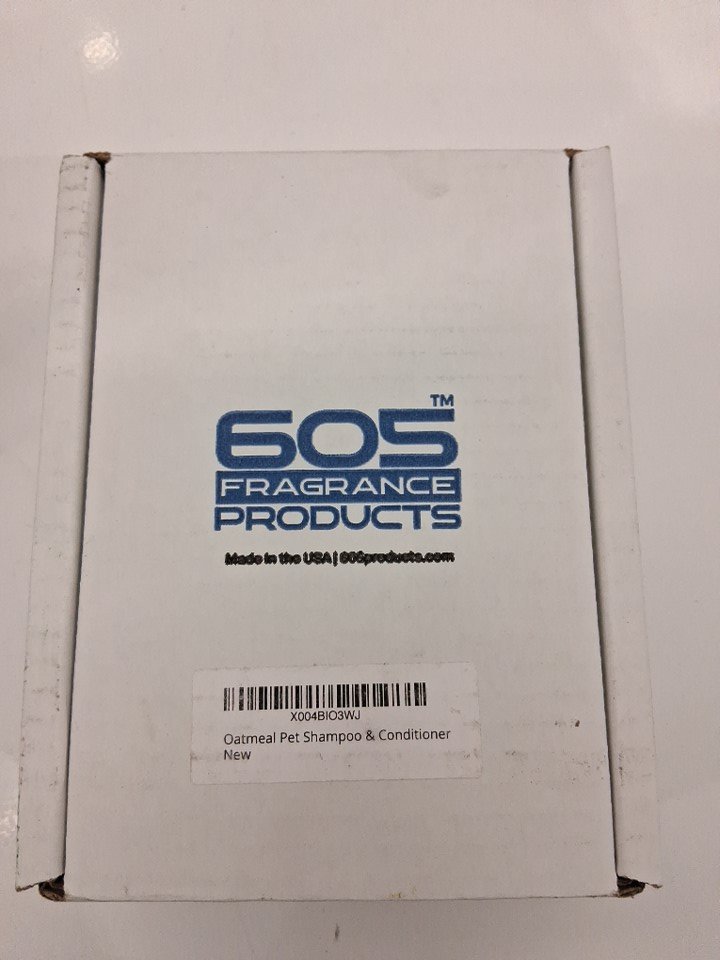 605™
FRAGRANCE
PRODUCTS
Made in the USA | 605products.com
X004BIO3WJ
Oatmeal Pet Shampoo & Conditioner
New